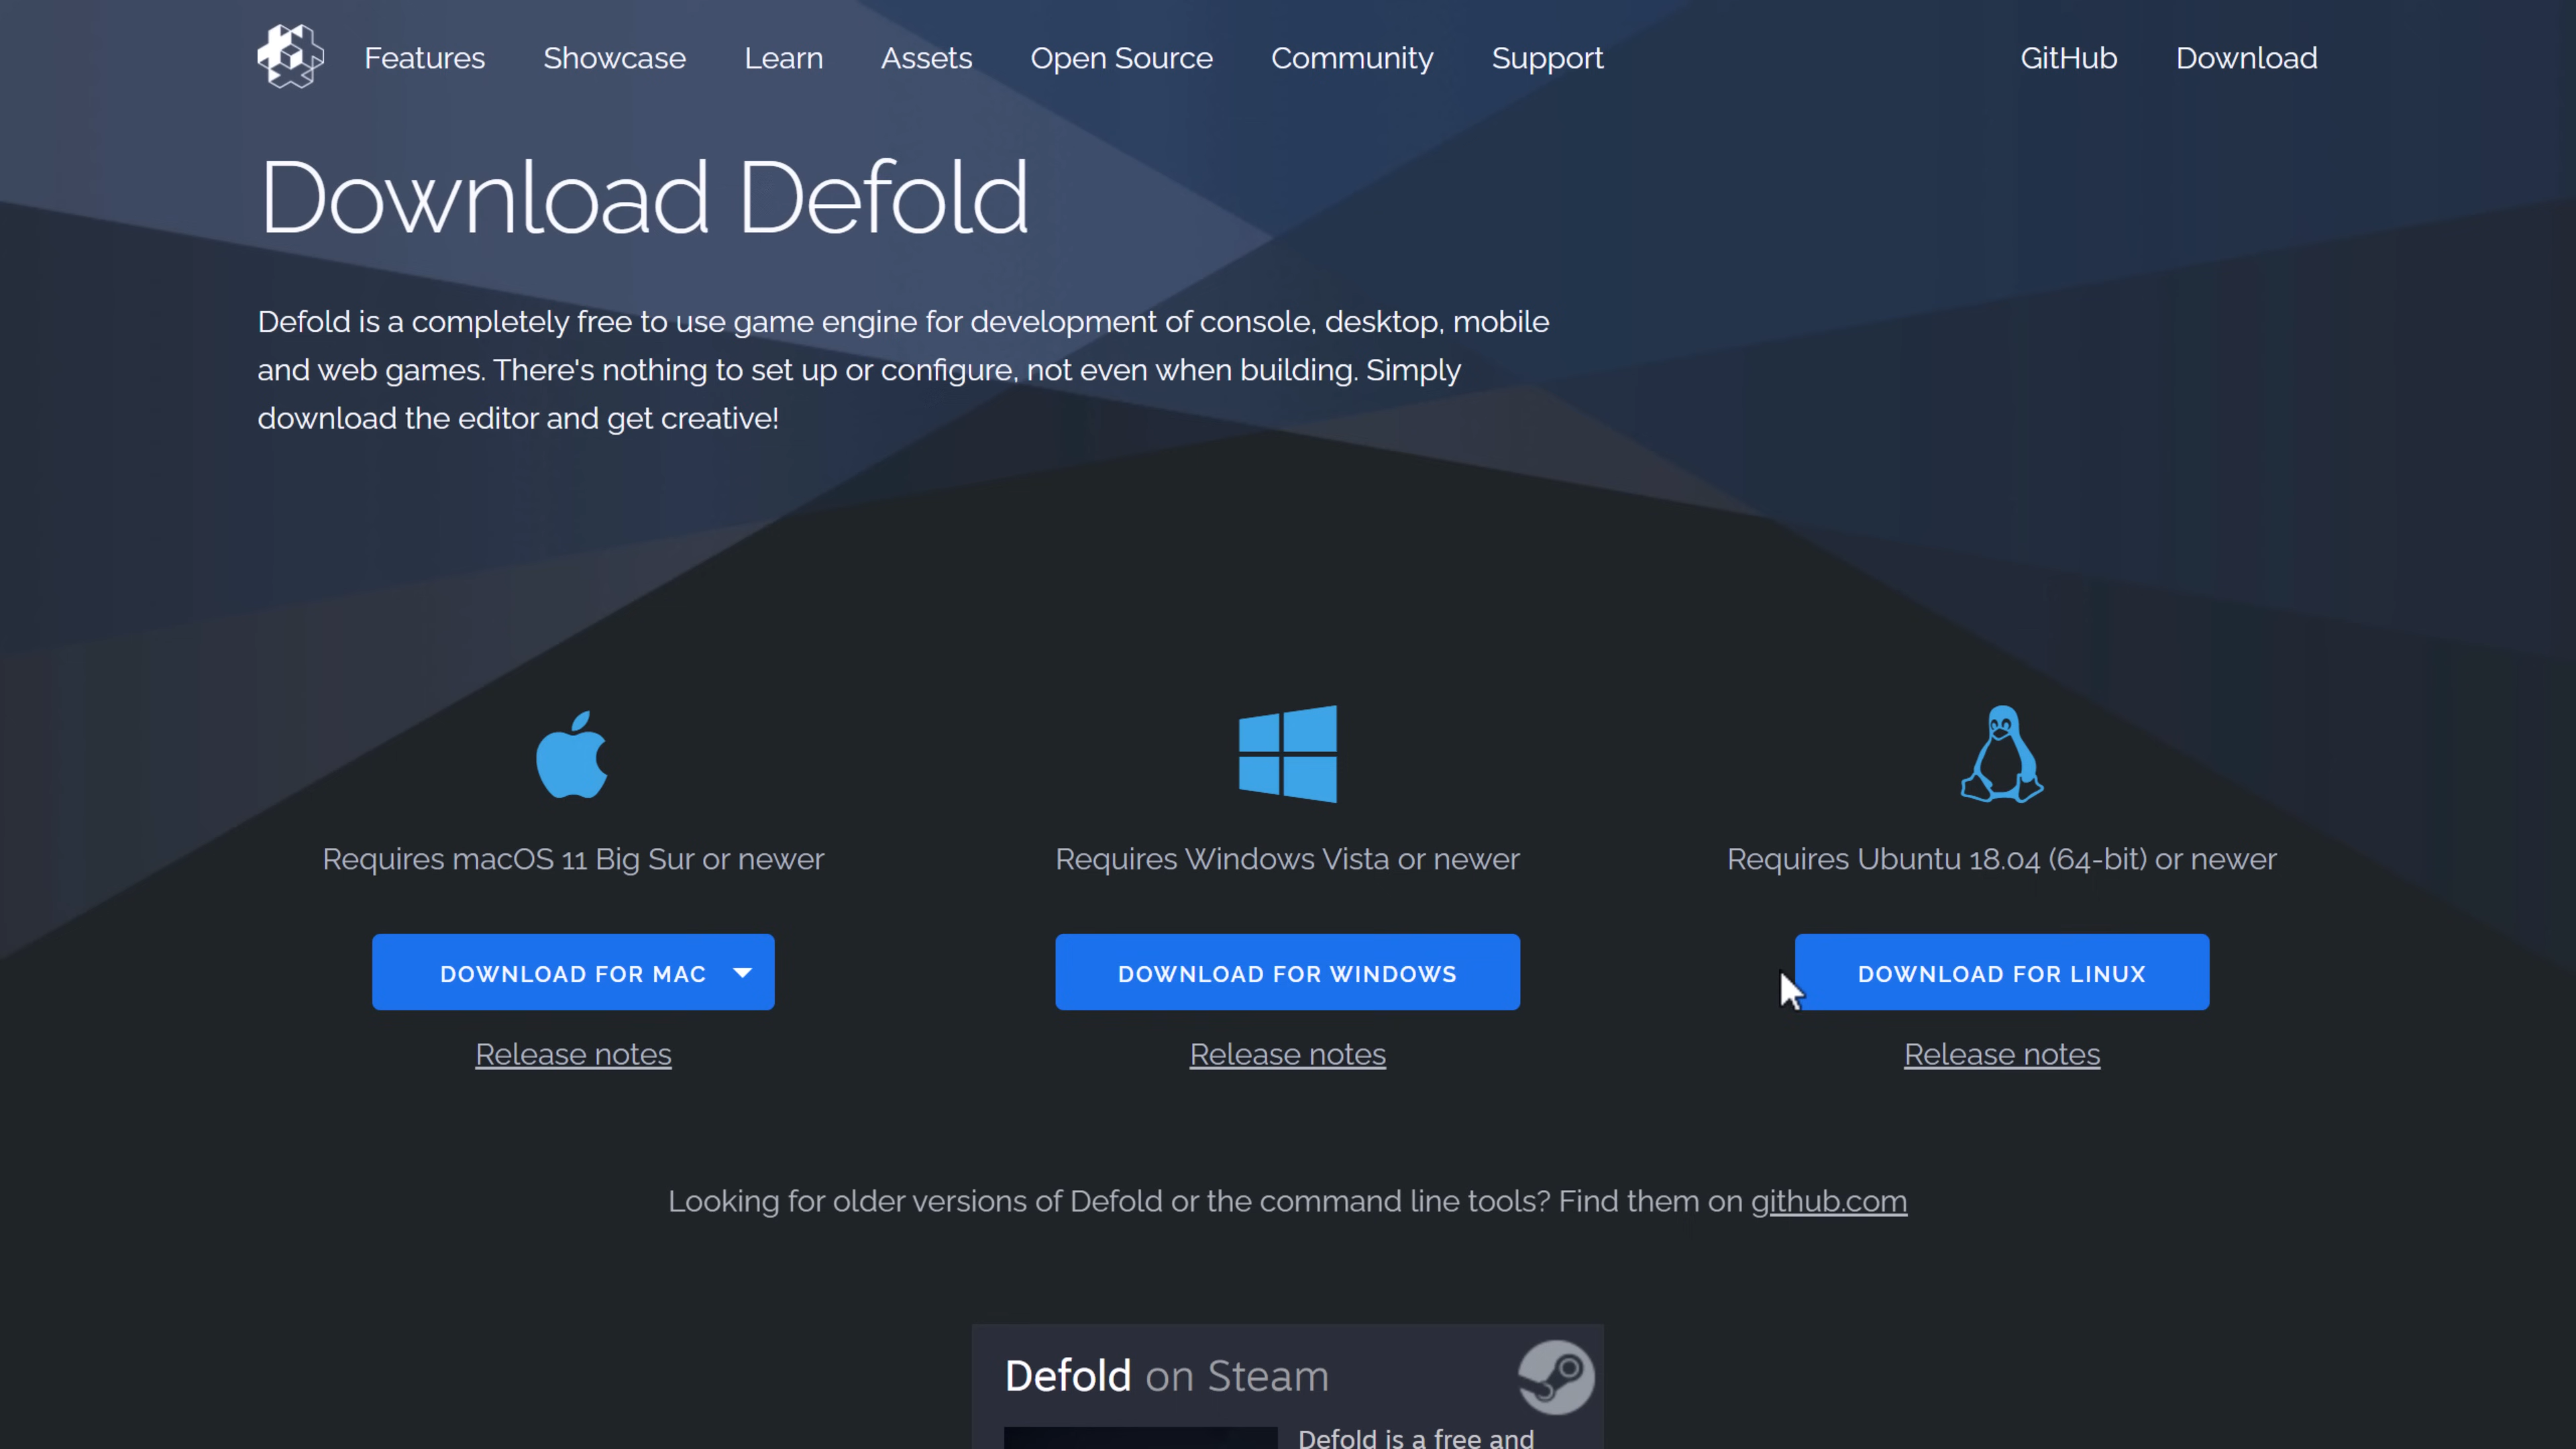 Features Showcase Learn Assets Open Source Community Support GitHub Download
Download Defold
Defold is a completely free to use game engine for development of console, desktop, mobile
and web games. There's nothing to set up or configure, not even when building. Simply
download the editor and get creative!
Requires macOS 11 Big Sur or newer
DOWNLOAD FOR MAC
Release notes
Requires Windows Vista or newer
DOWNLOAD FOR WINDOWS
Release notes
Requires Ubuntu 18.04 (64-bit) or newer
DOWNLOAD FOR LINUX
Release notes
Looking for older versions of Defold or the command line tools? Find them on github.com
Defold on Steam
Defold is a free and